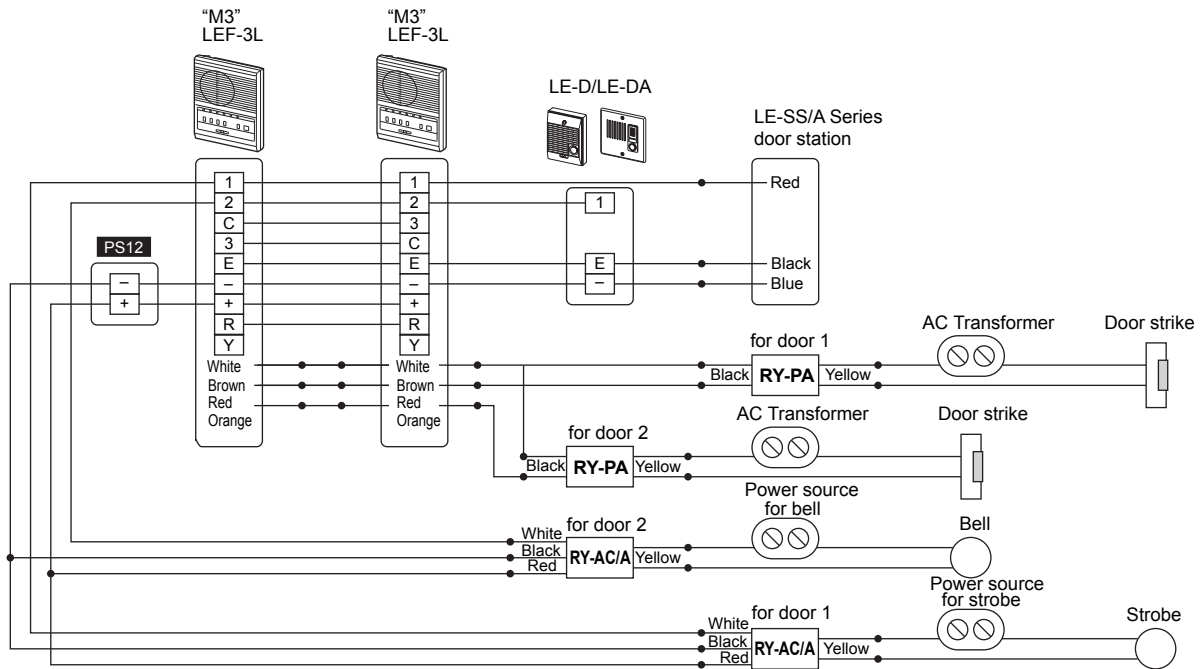 “M3”
LEF-3L
“M3”
LEF-3L
LE-D/LE-DA
LE-SS/A Series
door station
1
2
C
3
E
–
+
R
Y
White
Brown
Red
Orange
1
2
3
C
E
–
+
R
Y
White
Brown
Red
Orange
1
E
–
Red
Black
Blue
PS12
–
+
for door 1
Black RY-PA Yellow
AC Transformer
Door strike
for door 2
Black RY-PA Yellow
AC Transformer
Door strike
for door 2
White
Black RY-AC/A Yellow
Red
Power source
for bell
Bell
for door 1
White
Black RY-AC/A Yellow
Red
Power source
for strobe
Strobe